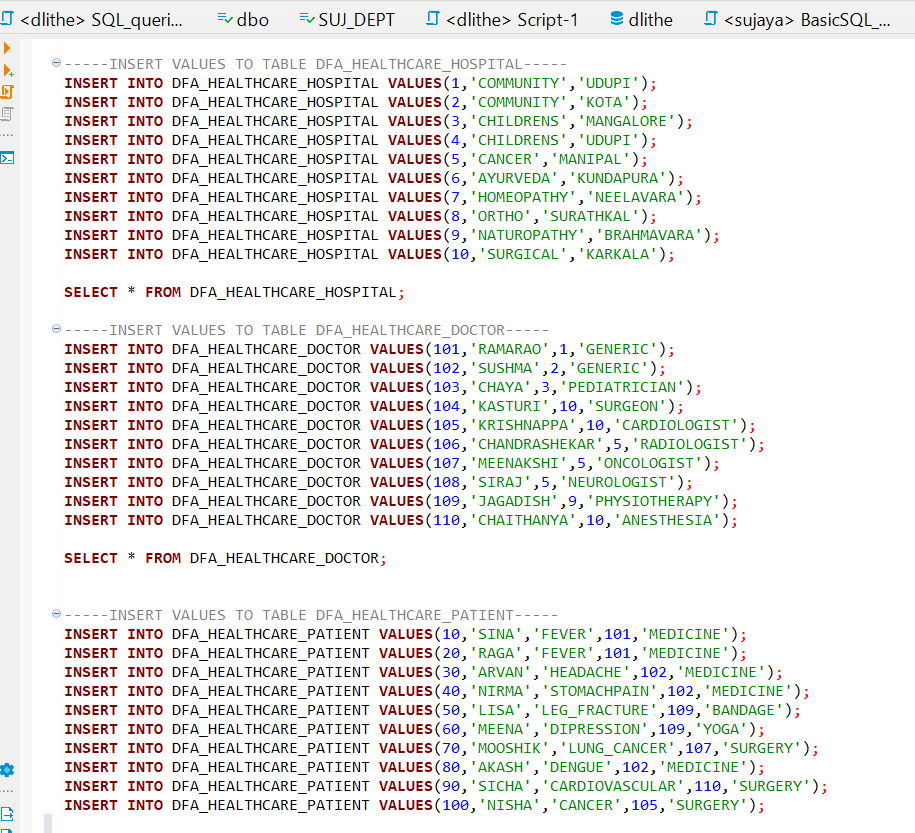 <dlithe> SQL_queri... dbo SUJ_DEPT <dlithe> Script-1 dlithe <sujaya> BasicSQL_...
-----INSERT VALUES TO TABLE DFA_HEALTHCARE_HOSPITAL-----
INSERT INTO DFA_HEALTHCARE_HOSPITAL VALUES(1,'COMMUNITY','UDUPI');
INSERT INTO DFA_HEALTHCARE_HOSPITAL VALUES(2,'COMMUNITY','KOTA');
INSERT INTO DFA_HEALTHCARE_HOSPITAL VALUES(3,'CHILDRENS','MANGALORE');
INSERT INTO DFA_HEALTHCARE_HOSPITAL VALUES(4,'CHILDRENS','UDUPI');
INSERT INTO DFA_HEALTHCARE_HOSPITAL VALUES(5,'CANCER','MANIPAL');
INSERT INTO DFA_HEALTHCARE_HOSPITAL VALUES(6,'AYURVEDA','KUNDAPURA');
INSERT INTO DFA_HEALTHCARE_HOSPITAL VALUES(7,'HOMEOPATHY','NEELAVARA');
INSERT INTO DFA_HEALTHCARE_HOSPITAL VALUES(8,'ORTHO','SURATHKAL');
INSERT INTO DFA_HEALTHCARE_HOSPITAL VALUES(9,'NATUROPATHY','BRAHMAVARA');
INSERT INTO DFA_HEALTHCARE_HOSPITAL VALUES(10,'SURGICAL','KARKALA');
SELECT * FROM DFA_HEALTHCARE_HOSPITAL;
-----INSERT VALUES TO TABLE DFA_HEALTHCARE_DOCTOR-----
INSERT INTO DFA_HEALTHCARE_DOCTOR VALUES(101,'RAMARAO',1,'GENERIC');
INSERT INTO DFA_HEALTHCARE_DOCTOR VALUES(102,'SUSHMA',2,'GENERIC');
INSERT INTO DFA_HEALTHCARE_DOCTOR VALUES(103,'CHAYA',3,'PEDIATRICIAN');
INSERT INTO DFA_HEALTHCARE_DOCTOR VALUES(104,'KASTURI',10,'SURGEON');
INSERT INTO DFA_HEALTHCARE_DOCTOR VALUES(105,'KRISHNAPPA',10,'CARDIOLOGIST');
INSERT INTO DFA_HEALTHCARE_DOCTOR VALUES(106,'CHANDRASHEKAR',5,'RADIOLOGIST');
INSERT INTO DFA_HEALTHCARE_DOCTOR VALUES(107,'MEENAKSHI',5,'ONCOLOGIST');
INSERT INTO DFA_HEALTHCARE_DOCTOR VALUES(108,'SIRAJ',5,'NEUROLOGIST');
INSERT INTO DFA_HEALTHCARE_DOCTOR VALUES(109,'JAGADISH',9,'PHYSIOTHERAPY');
INSERT INTO DFA_HEALTHCARE_DOCTOR VALUES(110,'CHAITHANYA',10,'ANESTHESIA');
SELECT * FROM DFA_HEALTHCARE_DOCTOR;
-----INSERT VALUES TO TABLE DFA_HEALTHCARE_PATIENT-----
INSERT INTO DFA_HEALTHCARE_PATIENT VALUES(10,'SINA','FEVER',101,'MEDICINE');
INSERT INTO DFA_HEALTHCARE_PATIENT VALUES(20,'RAGA','FEVER',101,'MEDICINE');
INSERT INTO DFA_HEALTHCARE_PATIENT VALUES(30,'ARVAN','HEADACHE',102,'MEDICINE');
INSERT INTO DFA_HEALTHCARE_PATIENT VALUES(40,'NIRMA','STOMACHPAIN',102,'MEDICINE');
INSERT INTO DFA_HEALTHCARE_PATIENT VALUES(50,'LISA','LEG_FRACTURE',109,'BANDAGE');
INSERT INTO DFA_HEALTHCARE_PATIENT VALUES(60,'MEENA','DIPRESSION',109,'YOGA');
INSERT INTO DFA_HEALTHCARE_PATIENT VALUES(70,'MOOSHIK','LUNG_CANCER',107,'SURGERY');
INSERT INTO DFA_HEALTHCARE_PATIENT VALUES(80,'AKASH','DENGUE',102,'MEDICINE');
INSERT INTO DFA_HEALTHCARE_PATIENT VALUES(90,'SICHA','CARDIOVASCULAR',110,'SURGERY');
INSERT INTO DFA_HEALTHCARE_PATIENT VALUES(100,'NISHA','CANCER',105,'SURGERY');